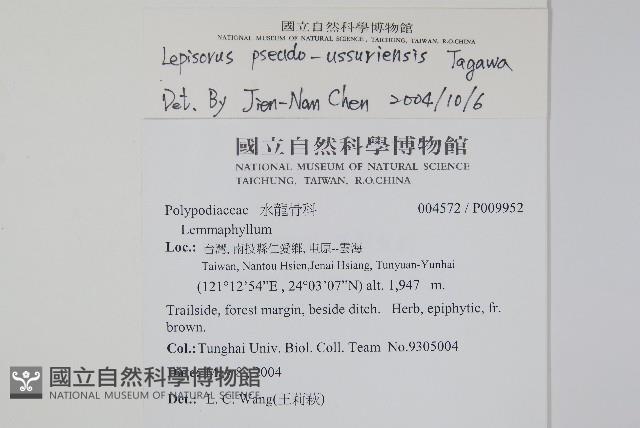 國立自然科學博物館
NATIONAL MUSEUM OF NATURAL SCIENCE, TAICHUNG, TAIWAN, R.O.CHINA
Lepisorus pseudo-ussuriensis Tagawa
Det. By Jien-Nan Chen 2004/10/6
國立自然科學博物館
NATIONAL MUSEUM OF NATURAL SCIENCE
TAICHUNG, TAIWAN, R.O.CHINA
Polypodiaceae 水龍骨科 004572 / P009952
Lemmaphyllum
Loc.: 台灣, 南投縣仁愛鄉, 屯原--雲海
Taiwan, Nantou Hsien,Jenai Hsiang, Tunyuan-Yunhai
(121°12'54"E , 24°03'07"N) alt. 1,947 m.
Trailside, forest margin, beside ditch. Herb, epiphytic, fr.
brown.
Col.: Tunghai Univ. Biol. Coll. Team No.9305004
2004
Det.: L. C. Wang(王莉萩)
國立自然科學博物館
NATIONAL MUSEUM OF NATURAL SCIENCE